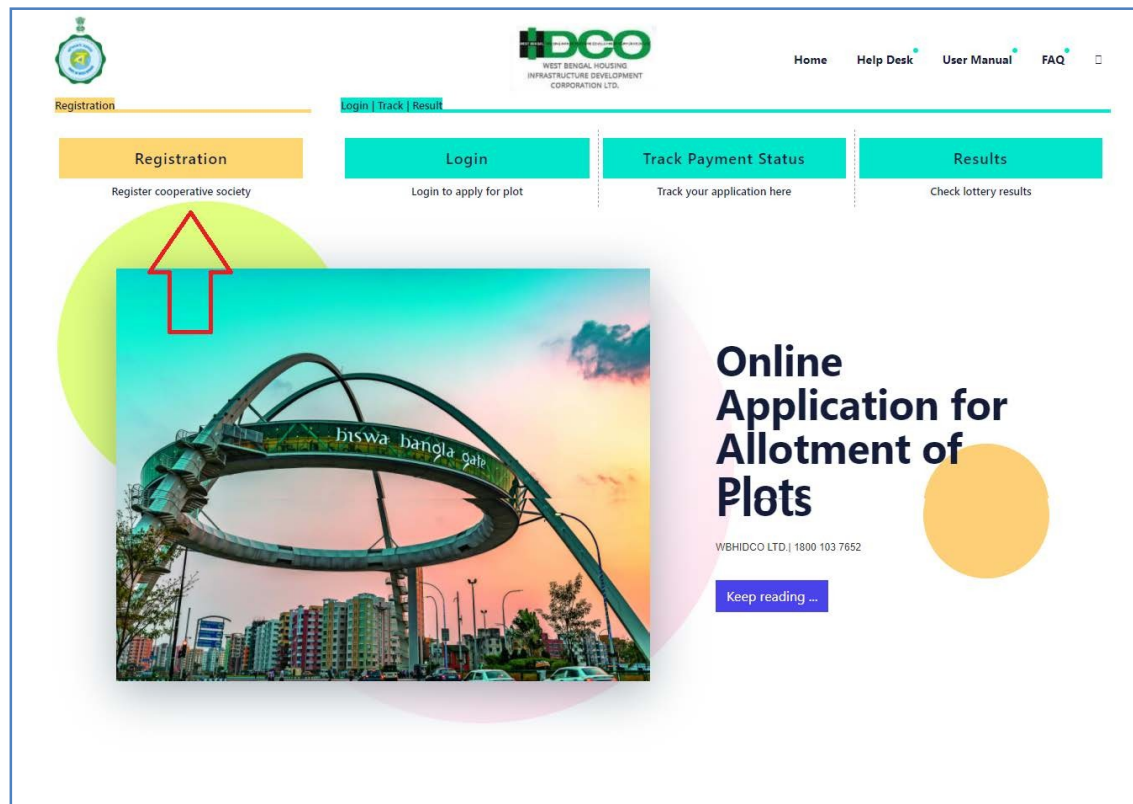 HIDCO
WEST BENGAL HOUSING
INFRASTRUCTURE DEVELOPMENT
CORPORATION LTD.
Home Help Desk User Manual FAQ
Registration
Login | Track | Result
Registration
Register cooperative society
Login
Login to apply for plot
Track Payment Status
Track your application here
Results
Check lottery results
biswa bangla gate
Online
Application for
Allotment of
Plots
WBHIDCO LTD.| 1800 103 7652
Keep reading ...